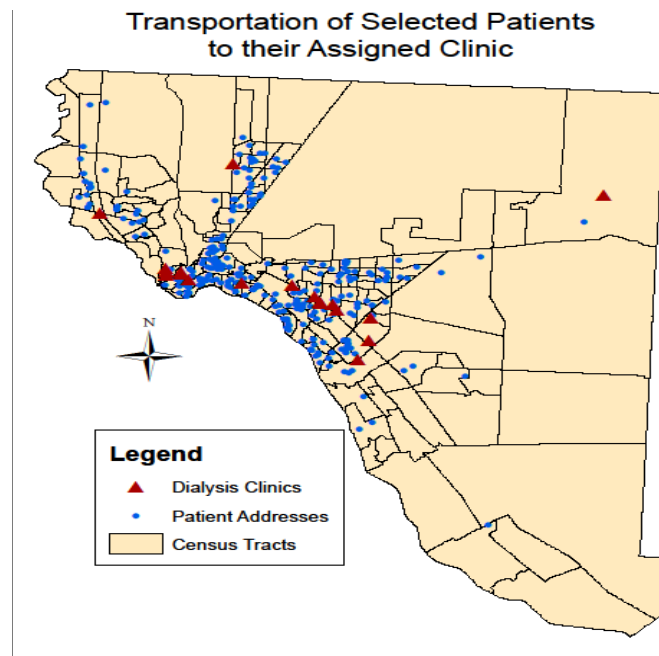 Transportation of Selected Patients
to their Assigned Clinic
N
Legend
Dialysis Clinics
Patient Addresses
Census Tracts